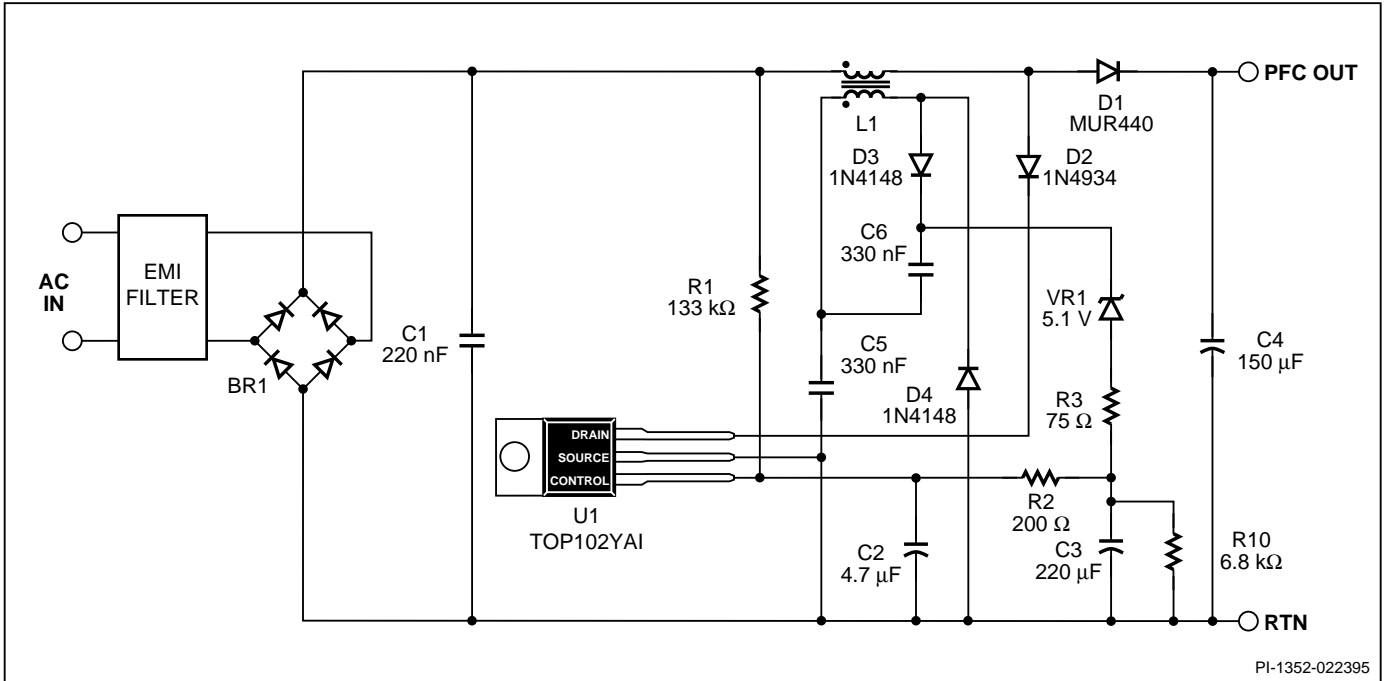 PFC OUT
D1
MUR440
L1
D3
1N4148
D2
1N4934
C6
330 nF
EMI
FILTER
AC
IN
R1
133 kΩ
VR1
5.1 V
C1
220 nF
C5
330 nF
C4
150 µF
BR1
D4
1N4148
R3
75 Ω
DRAIN
SOURCE
CONTROL
U1
TOP102YAI
R2
200 Ω
C2
4.7 µF
C3
220 µF
R10
6.8 kΩ
RTN
PI-1352-022395